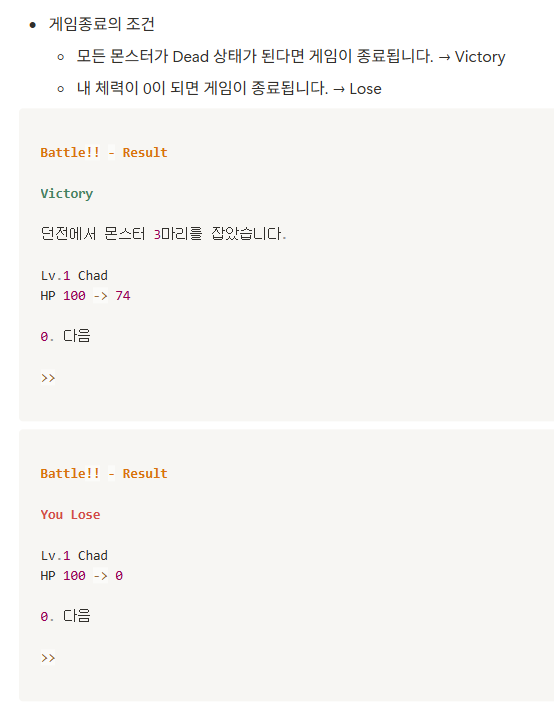 게임종료의 조건
모든 몬스터가 Dead 상태가 된다면 게임이 종료됩니다. → Victory
내 체력이 0이 되면 게임이 종료됩니다. → Lose
Battle!! - Result
Victory
던전에서 몬스터 3마리를 잡았습니다.
Lv.1 Chad
HP 100 -> 74
0. 다음
>>
Battle!! - Result
You Lose
Lv.1 Chad
HP 100 -> 0
0. 다음
>>